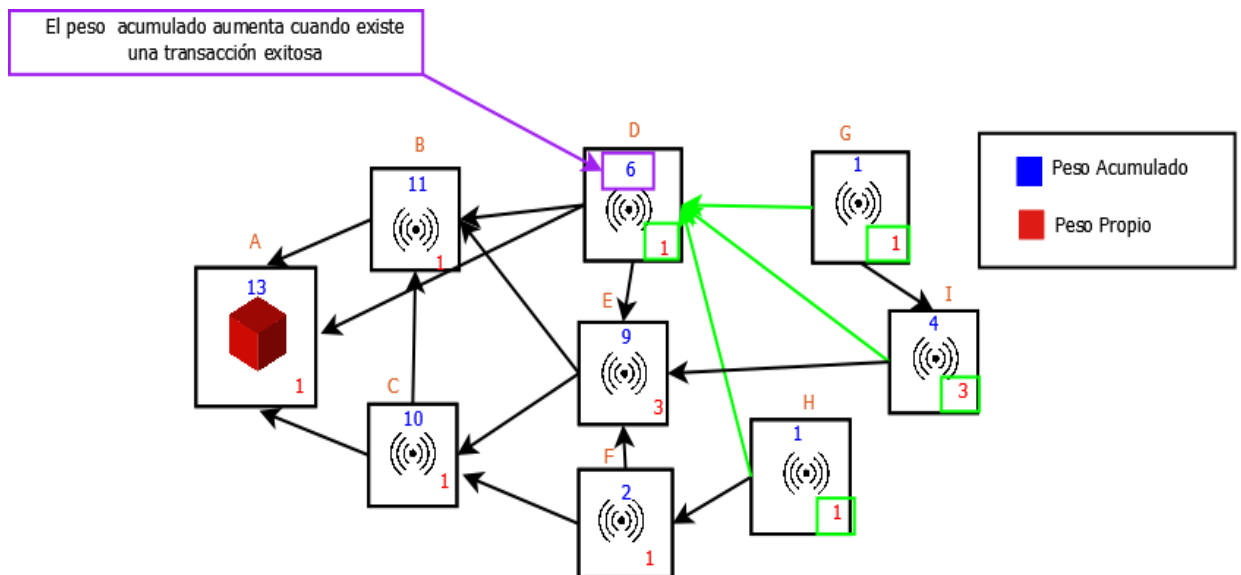 El peso acumulado aumenta cuando existe
una transacción exitosa
D
G
B
6
1
Peso Acumulado
11
1
1
Peso Propio
A
1
I
13
E
4
9
1
C
3
3
H
10
1
1
F
2
1
1